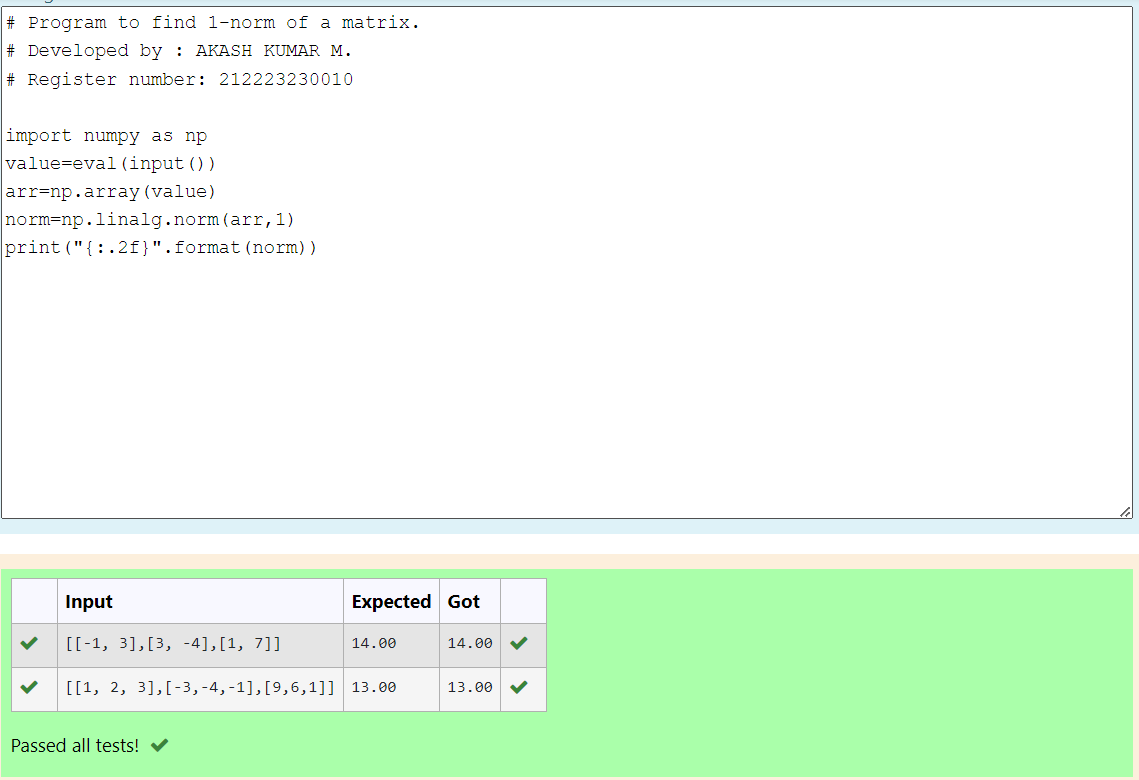 # Program to find 1-norm of a matrix.
# Developed by : AKASH KUMAR M.
# Register number: 212223230010
import numpy as np
value=eval(input())
arr=np.array(value)
norm=np.linalg.norm(arr,1)
print("{:.2f}".format(norm))
Input Expected Got
[[-1, 3],[3, -4],[1, 7]] 14.00 14.00
[[1, 2, 3],[-3,-4,-1],[9,6,1]] 13.00 13.00
Passed all tests!